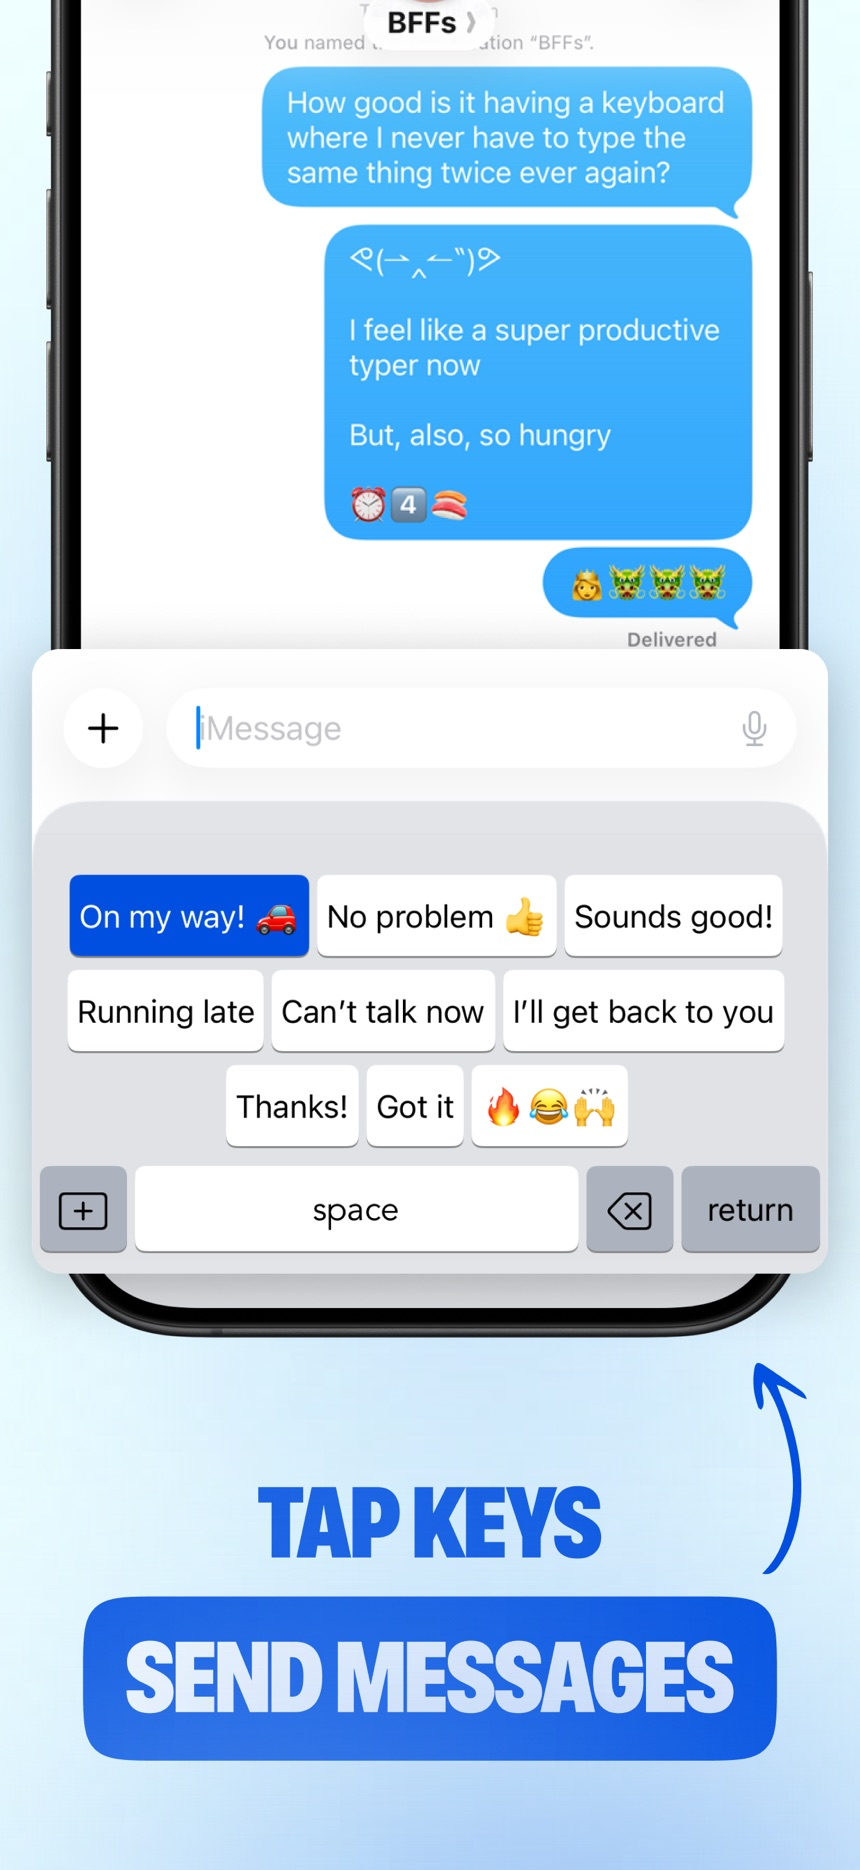 BFFs ❭
You named ation “BFFs”.
How good is it having a keyboard
where I never have to type the
same thing twice ever again?
ᕙ(⇀‸↼‶)ᕗ
I feel like a super productive
typer now
But, also, so hungry
⏰4️⃣🍣
👸🐲🐲🐲
Delivered
iMessage
On my way! 🚗 No problem 👍 Sounds good!
Running late Can’t talk now I’ll get back to you
Thanks! Got it 🔥😂🙌
space return
TAP KEYS
SEND MESSAGES